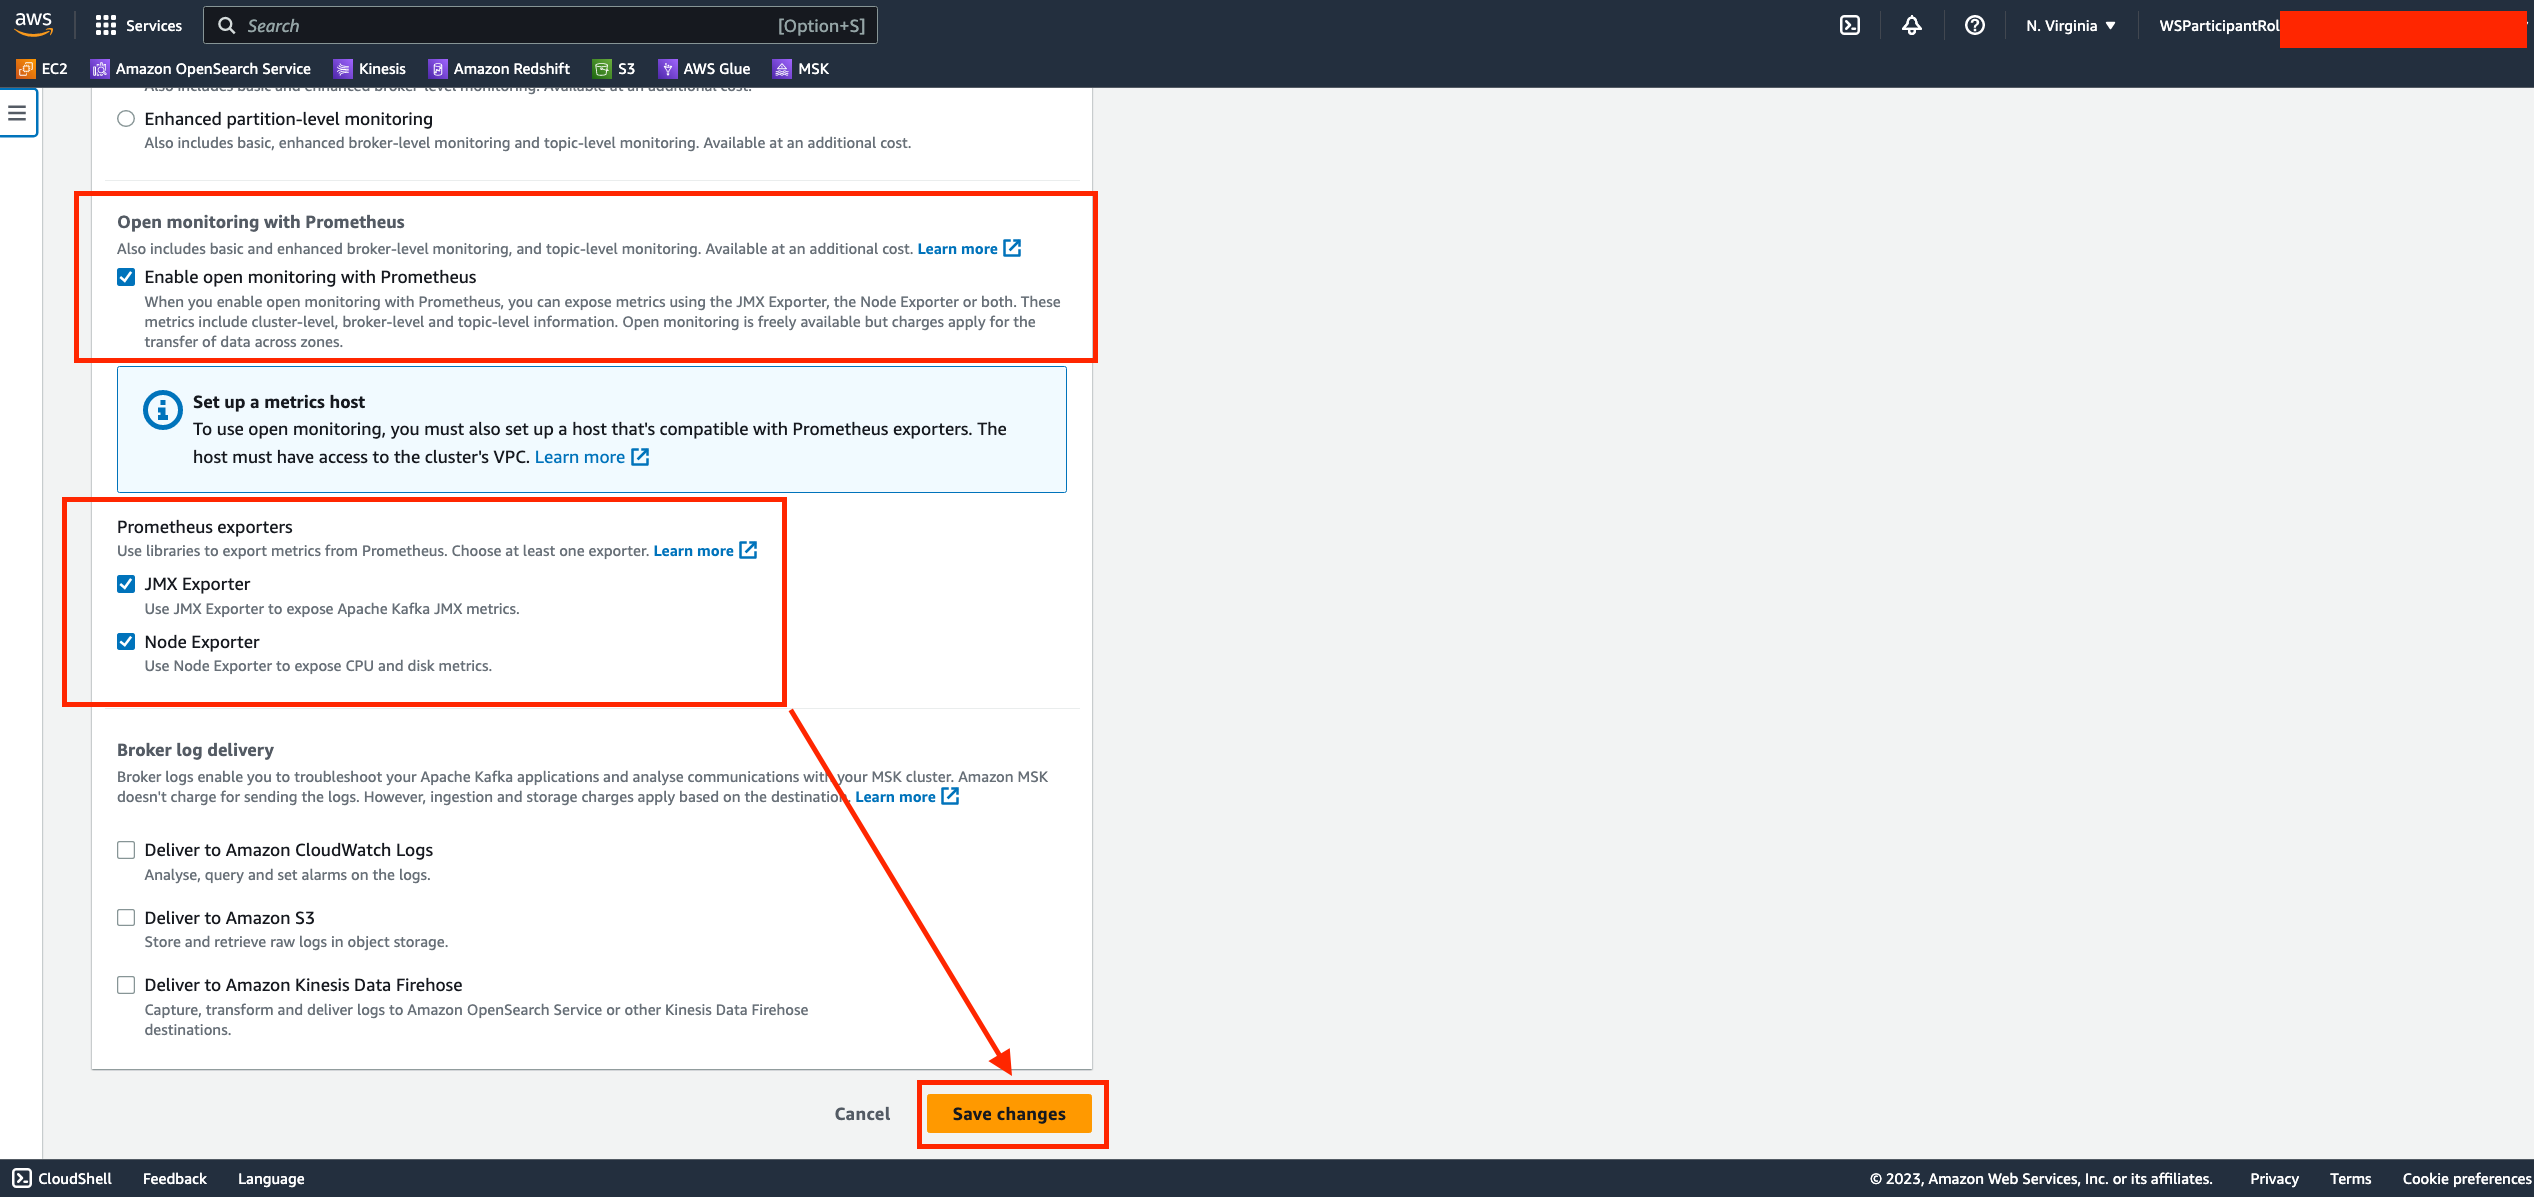 aws
Services
Search
[Option+S]
N. Virginia
WSParticipantRol
EC2
Amazon OpenSearch Service
Kinesis
Amazon Redshift
S3
AWS Glue
MSK
Also includes basic and enhanced broker-level monitoring. Available at an additional cost.
Enhanced partition-level monitoring
Also includes basic, enhanced broker-level monitoring and topic-level monitoring. Available at an additional cost.
Open monitoring with Prometheus
Also includes basic and enhanced broker-level monitoring, and topic-level monitoring. Available at an additional cost. Learn more
Enable open monitoring with Prometheus
When you enable open monitoring with Prometheus, you can expose metrics using the JMX Exporter, the Node Exporter or both. These
metrics include cluster-level, broker-level and topic-level information. Open monitoring is freely available but charges apply for the
transfer of data across zones.
Set up a metrics host
To use open monitoring, you must also set up a host that's compatible with Prometheus exporters. The
host must have access to the cluster's VPC. Learn more
Prometheus exporters
Use libraries to export metrics from Prometheus. Choose at least one exporter. Learn more
JMX Exporter
Use JMX Exporter to expose Apache Kafka JMX metrics.
Node Exporter
Use Node Exporter to expose CPU and disk metrics.
Broker log delivery
Broker logs enable you to troubleshoot your Apache Kafka applications and analyse communications with your MSK cluster. Amazon MSK
doesn't charge for sending the logs. However, ingestion and storage charges apply based on the destination. Learn more
Deliver to Amazon CloudWatch Logs
Analyse, query and set alarms on the logs.
Deliver to Amazon S3
Store and retrieve raw logs in object storage.
Deliver to Amazon Kinesis Data Firehose
Capture, transform and deliver logs to Amazon OpenSearch Service or other Kinesis Data Firehose
destinations.
Cancel
Save changes
CloudShell
Feedback
Language
© 2023, Amazon Web Services, Inc. or its affiliates.
Privacy
Terms
Cookie preferences